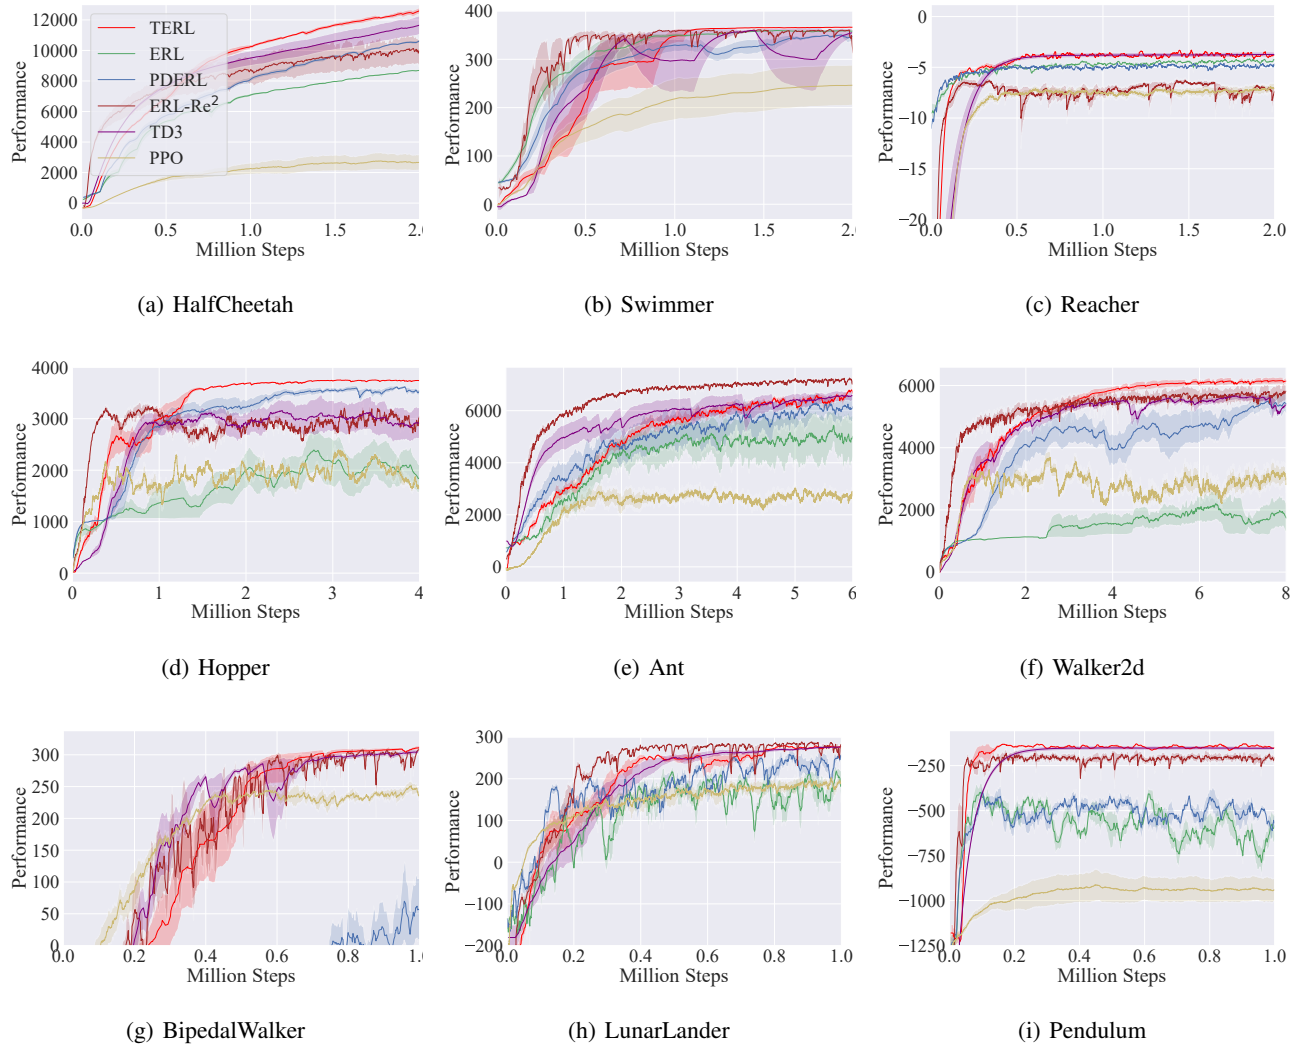 12000
10000
8000
6000
4000
2000
0
Performance
TERL
ERL
PDERL
ERL-Re²
TD3
PPO
0.0 0.5 1.0 1.5 2.0
Million Steps
(a) HalfCheetah
400
300
200
100
0
Performance
0.0 0.5 1.0 1.5 2.0
Million Steps
(b) Swimmer
0
−5
−10
−15
−20
Performance
0.0 0.5 1.0 1.5 2.0
Million Steps
(c) Reacher
4000
3000
2000
1000
0
Performance
0 1 2 3 4
Million Steps
(d) Hopper
6000
4000
2000
0
Performance
0 1 2 3 4 5 6
Million Steps
(e) Ant
6000
4000
2000
0
Performance
0 2 4 6 8
Million Steps
(f) Walker2d
300
250
200
150
100
50
0
Performance
0.0 0.2 0.4 0.6 0.8 1.0
Million Steps
(g) BipedalWalker
300
200
100
0
−100
−200
Performance
0.0 0.2 0.4 0.6 0.8 1.0
Million Steps
(h) LunarLander
−250
−500
−750
−1000
−1250
Performance
0.0 0.2 0.4 0.6 0.8 1.0
Million Steps
(i) Pendulum